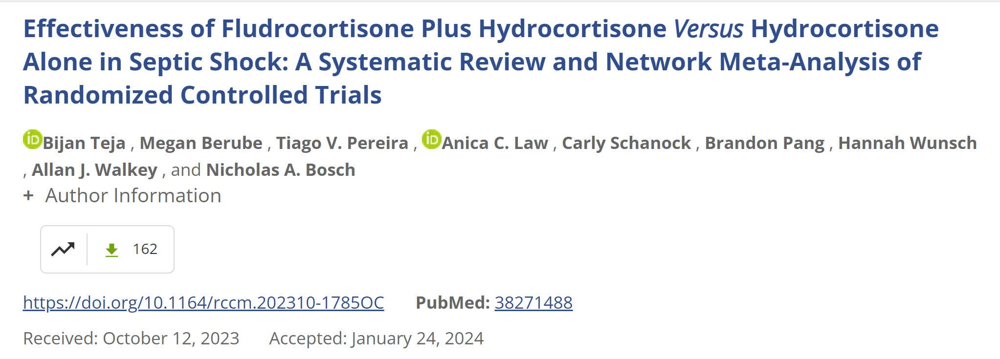 Effectiveness of Fludrocortisone Plus Hydrocortisone Versus Hydrocortisone
Alone in Septic Shock: A Systematic Review and Network Meta-Analysis of
Randomized Controlled Trials
iD Bijan Teja , Megan Berube , Tiago V. Pereira , iD Anica C. Law , Carly Schanock , Brandon Pang , Hannah Wunsch
, Allan J. Walkey , and Nicholas A. Bosch
+ Author Information
162
https://doi.org/10.1164/rccm.202310-1785OC PubMed: 38271488
Received: October 12, 2023 Accepted: January 24, 2024